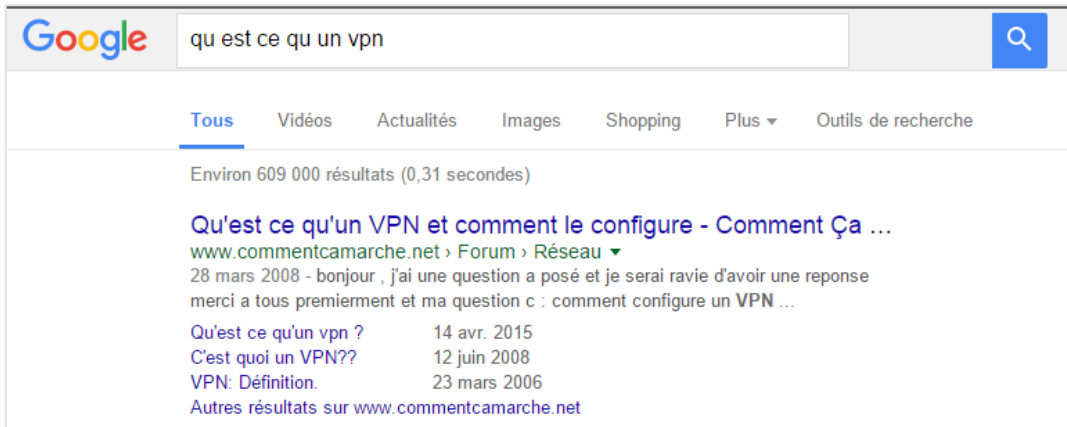 Google qu est ce qu un vpn
Tous Vidéos Actualités Images Shopping Plus Outils de recherche
Environ 609 000 résultats (0,31 secondes)
Qu'est ce qu'un VPN et comment le configure - Comment Ça ...
www.commentcamarche.net › Forum › Réseau
28 mars 2008 - bonjour , j'ai une question a posé et je serai ravie d'avoir une reponse
merci a tous premierment et ma question c : comment configure un VPN ...
Qu'est ce qu'un vpn ? 14 avr. 2015
C'est quoi un VPN?? 12 juin 2008
VPN: Définition. 23 mars 2006
Autres résultats sur www.commentcamarche.net